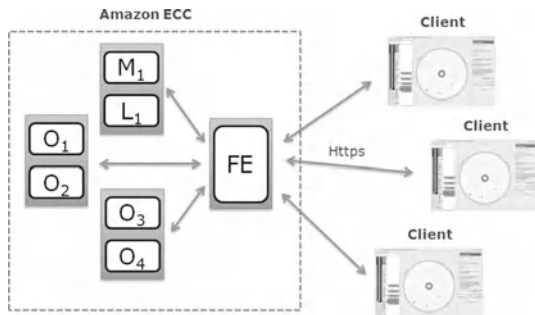 Amazon ECC
Client
M₁
L₁
O₁
O₂
FE
Https
Client
O₃
O₄
Client